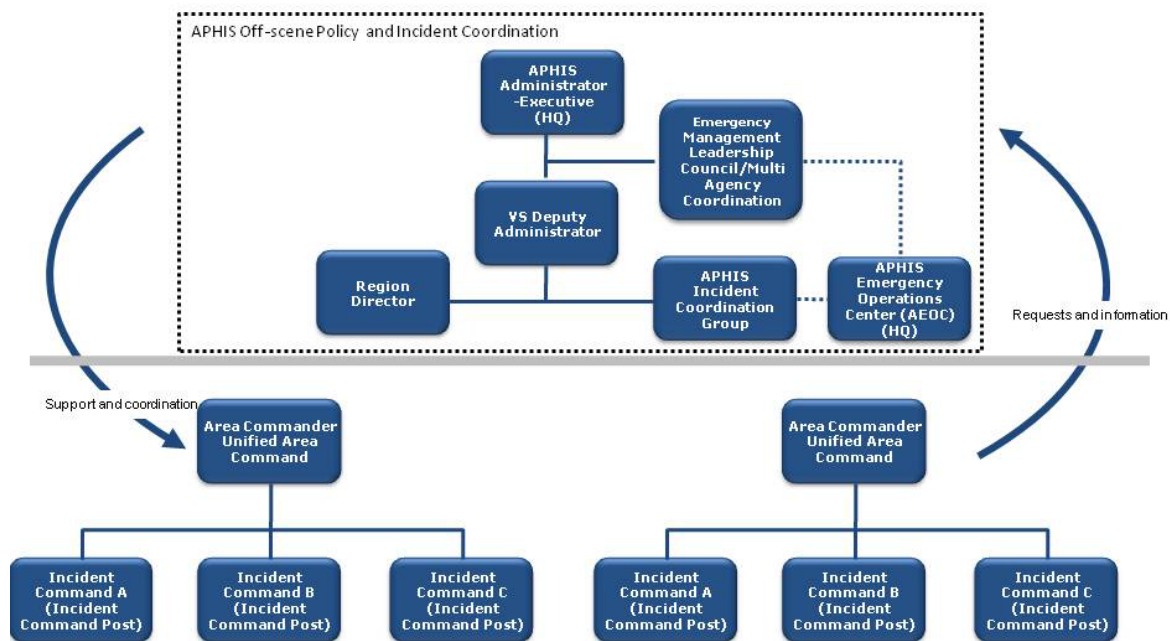 APHIS Off-scene Policy and Incident Coordination
APHIS
Administrator
-Executive
(HQ)
Emergency
Management
Leadership
Council/Multi
Agency
Coordination
VS Deputy
Administrator
Region
Director
APHIS
Incident
Coordination
Group
APHIS
Emergency
Operations
Center (AEOC)
(HQ)
Requests and information
Support and coordination
Area Commander
Unified Area
Command
Area Commander
Unified Area
Command
Incident
Command A
(Incident
Command Post)
Incident
Command B
(Incident
Command Post)
Incident
Command C
(Incident
Command Post)
Incident
Command A
(Incident
Command Post)
Incident
Command B
(Incident
Command Post)
Incident
Command C
(Incident
Command Post)